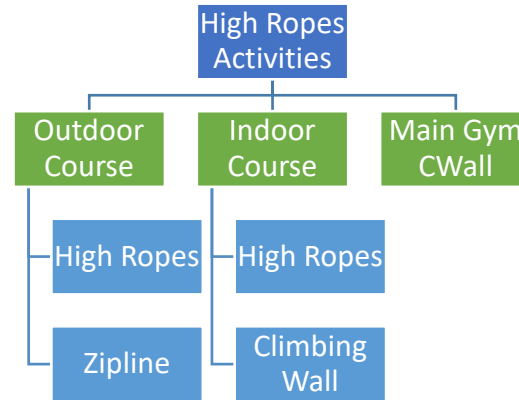 High Ropes
Activities
Outdoor
Course
Indoor
Course
Main Gym
CWall
High Ropes
Zipline
High Ropes
Climbing
Wall